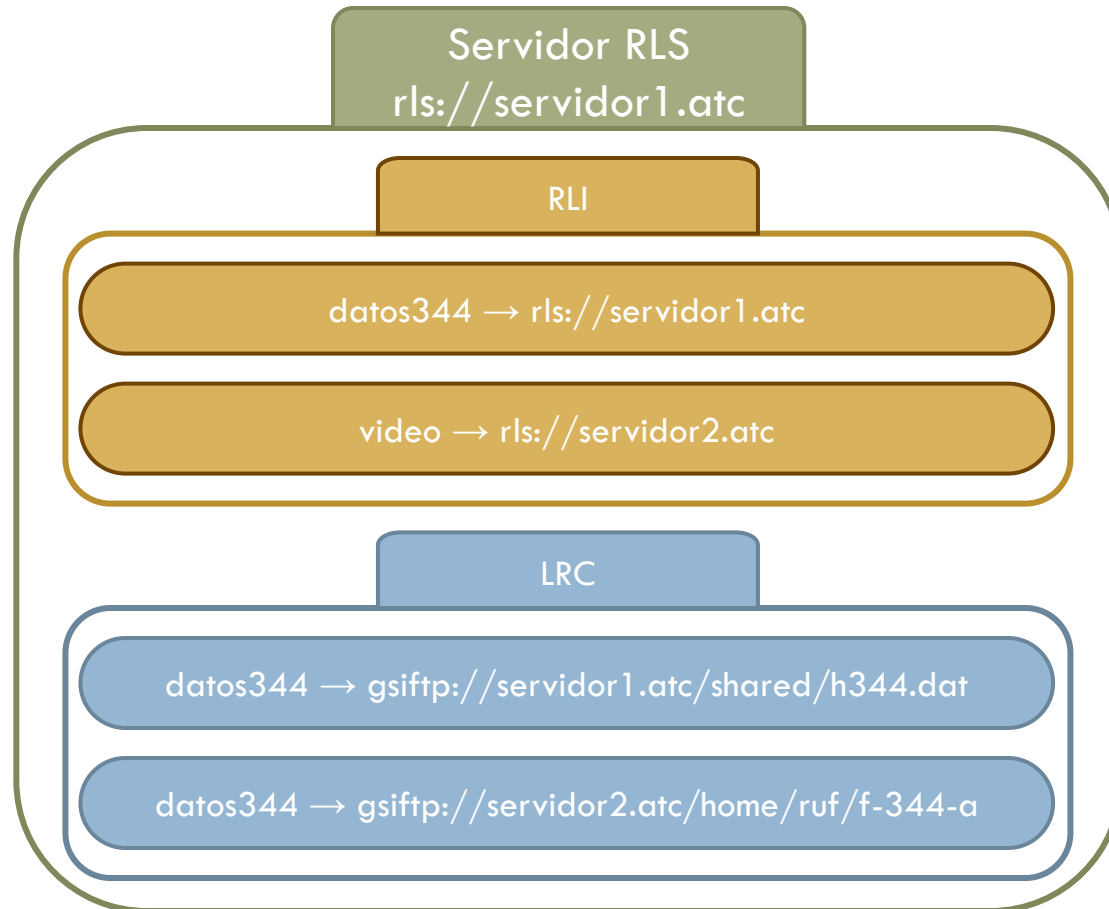 Servidor RLS
rls://servidor1.atc
RLI
datos344 → rls://servidor1.atc
video → rls://servidor2.atc
LRC
datos344 → gsiftp://servidor1.atc/shared/h344.dat
datos344 → gsiftp://servidor2.atc/home/ruf/f-344-a